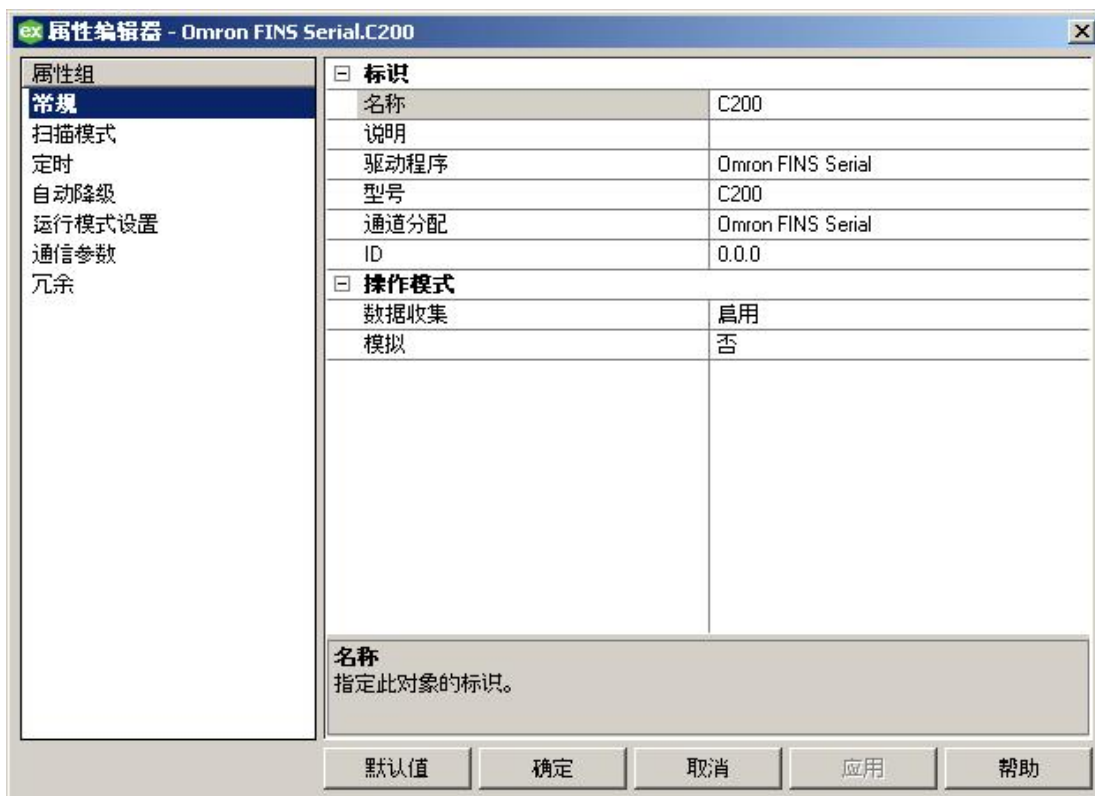 ex 属性编辑器 - Omron FINS Serial.C200
属性组
常规
扫描模式
定时
自动降级
运行模式设置
通信参数
冗余
标识
名称 C200
说明
驱动程序 Omron FINS Serial
型号 C200
通道分配 Omron FINS Serial
ID 0.0.0
操作模式
数据收集 启用
模拟 否
名称
指定此对象的标识。
默认值 确定 取消 应用 帮助